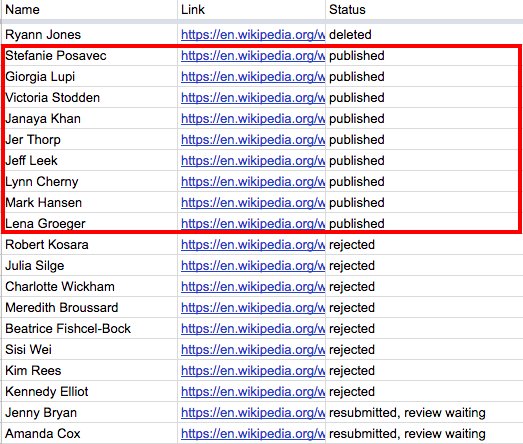 Name Link Status
Ryann Jones https://en.wikipedia.org/w deleted
Stefanie Posavec https://en.wikipedia.org/w published
Giorgia Lupi https://en.wikipedia.org/w published
Victoria Stodden https://en.wikipedia.org/w published
Janaya Khan https://en.wikipedia.org/w published
Jer Thorp https://en.wikipedia.org/w published
Jeff Leek https://en.wikipedia.org/w published
Lynn Cherny https://en.wikipedia.org/w published
Mark Hansen https://en.wikipedia.org/w published
Lena Groeger https://en.wikipedia.org/w published
Robert Kosara https://en.wikipedia.org/w rejected
Julia Silge https://en.wikipedia.org/w rejected
Charlotte Wickham https://en.wikipedia.org/w rejected
Meredith Broussard https://en.wikipedia.org/w rejected
Beatrice Fishcel-Bock https://en.wikipedia.org/w rejected
Sisi Wei https://en.wikipedia.org/w rejected
Kim Rees https://en.wikipedia.org/w rejected
Kennedy Elliot https://en.wikipedia.org/w rejected
Jenny Bryan https://en.wikipedia.org/w resubmitted, review waiting
Amanda Cox https://en.wikipedia.org/w resubmitted, review waiting